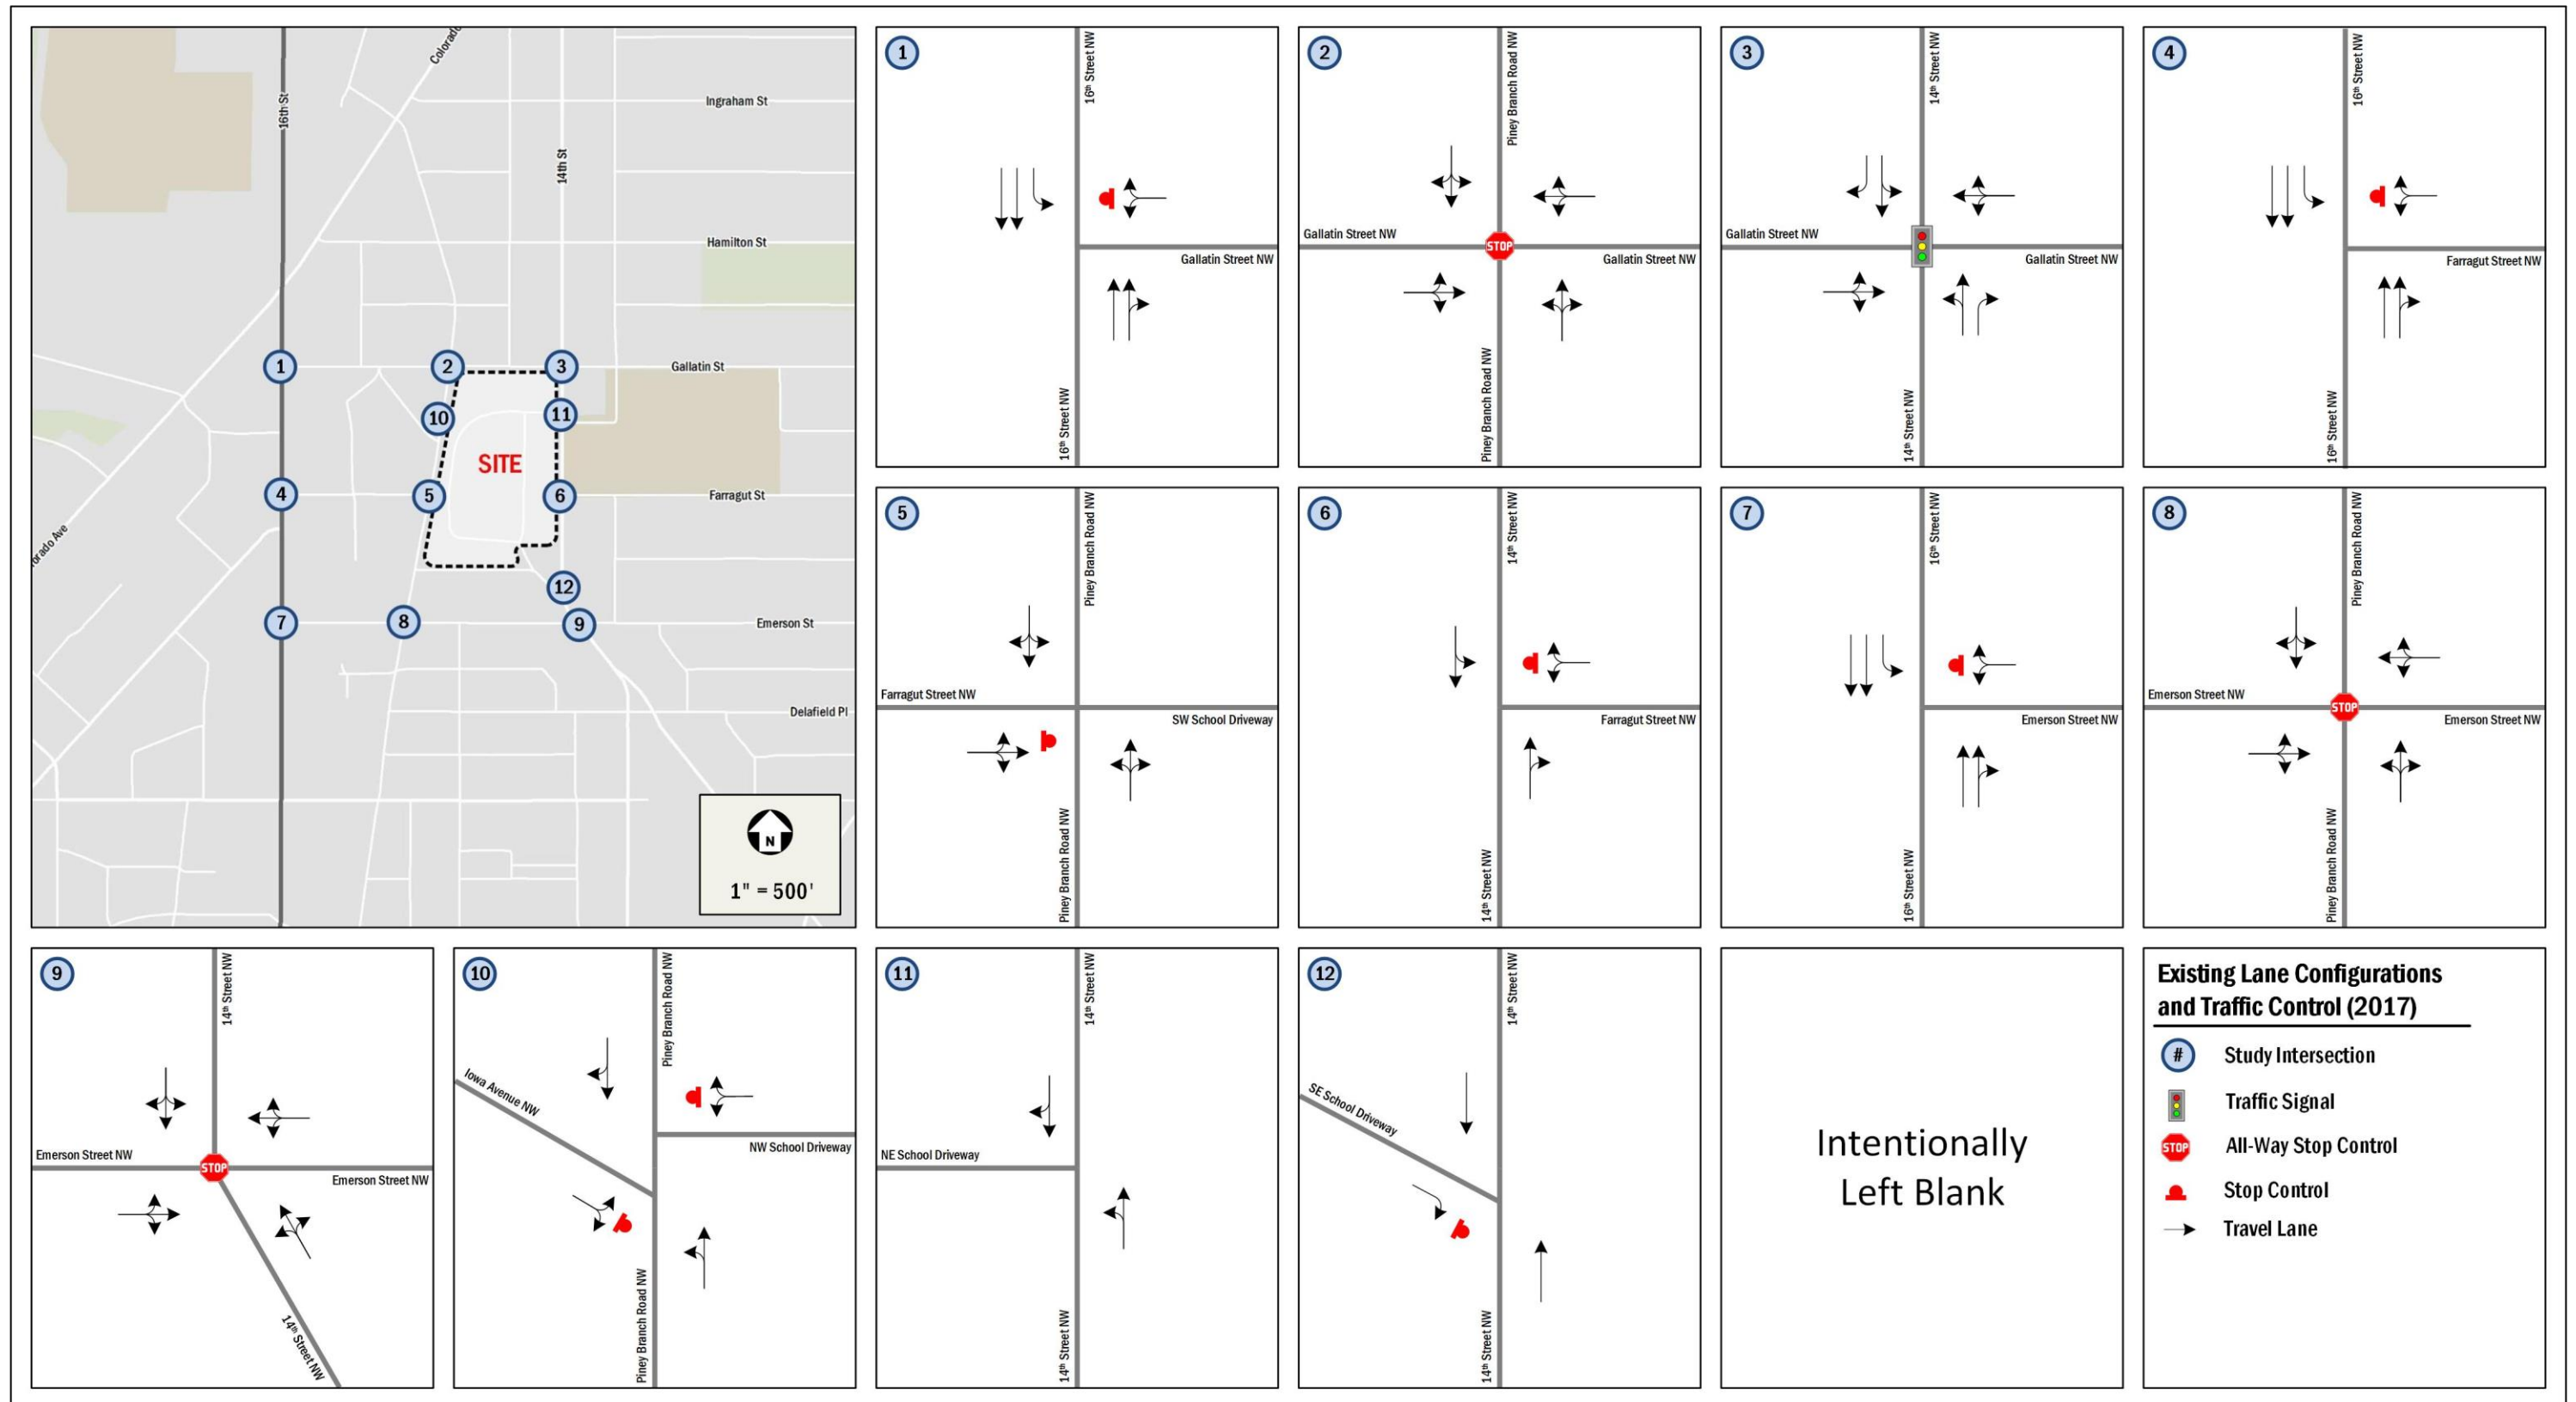 Colorado
16th St
14th St
Ingraham St
Hamilton St
Gallatin St
Farragut St
Emerson St
Delafield Pl
orado Ave
1
2
3
10
11
SITE
4
5
6
12
7
8
9
N
1" = 500'
1
16th Street NW
Gallatin Street NW
16th Street NW
2
Piney Branch Road NW
Gallatin Street NW
STOP
Gallatin Street NW
Piney Branch Road NW
3
14th Street NW
Gallatin Street NW
Gallatin Street NW
14th Street NW
4
16th Street NW
Farragut Street NW
16th Street NW
5
Piney Branch Road NW
Farragut Street NW
SW School Driveway
Piney Branch Road NW
6
14th Street NW
Farragut Street NW
14th Street NW
7
16th Street NW
Emerson Street NW
16th Street NW
8
Piney Branch Road NW
Emerson Street NW
STOP
Emerson Street NW
Piney Branch Road NW
9
14th Street NW
Emerson Street NW
STOP
Emerson Street NW
14th Street NW
10
Piney Branch Road NW
Iowa Avenue NW
NW School Driveway
Piney Branch Road NW
11
14th Street NW
NE School Driveway
14th Street NW
12
14th Street NW
SE School Driveway
14th Street NW
Intentionally
Left Blank
Existing Lane Configurations
and Traffic Control (2017)
# Study Intersection
Traffic Signal
STOP All-Way Stop Control
Stop Control
Travel Lane